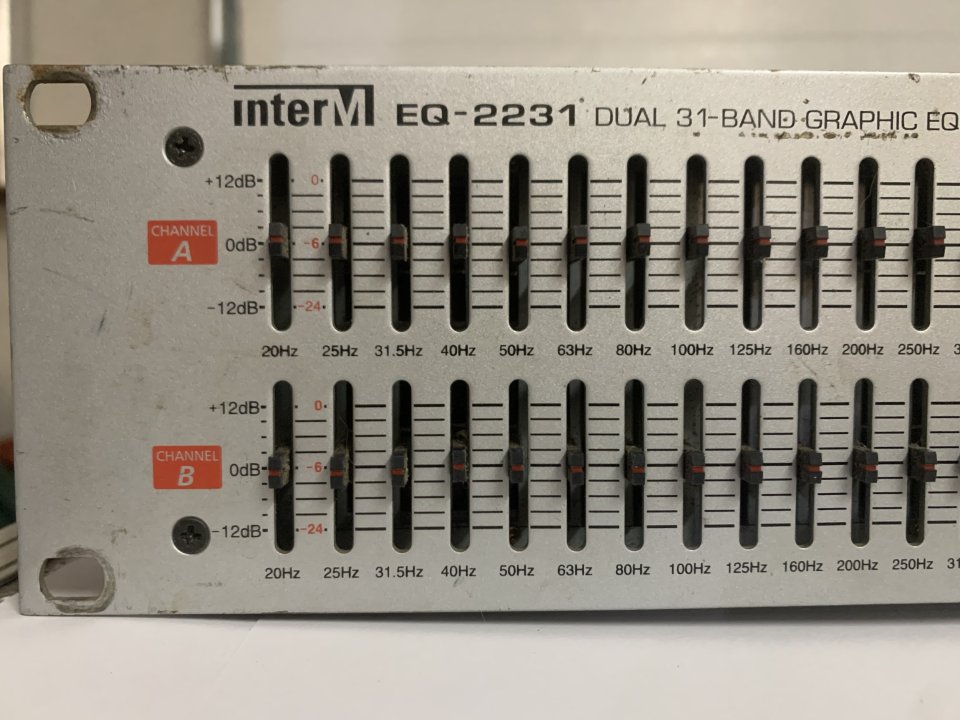 interM EQ-2231 DUAL 31-BAND GRAPHIC EQ
+12dB 0
CHANNEL
A
0dB -6
-12dB -24
20Hz 25Hz 31.5Hz 40Hz 50Hz 63Hz 80Hz 100Hz 125Hz 160Hz 200Hz 250Hz 3
+12dB 0
CHANNEL
B
0dB -6
-12dB -24
20Hz 25Hz 31.5Hz 40Hz 50Hz 63Hz 80Hz 100Hz 125Hz 160Hz 200Hz 250Hz 31